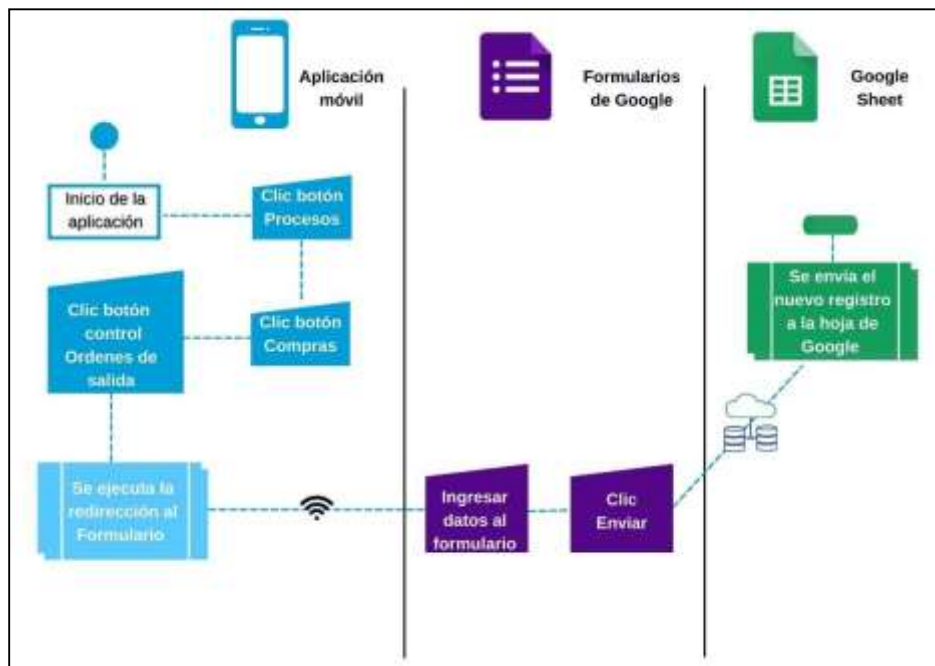 Aplicación
móvil
Formularios
de Google
Google
Sheet
Inicio de la
aplicación
Clic botón
Procesos
Clic botón
control
Ordenes de
salida
Clic botón
Compras
Se ejecuta la
redirección al
Formulario
Ingresar
datos al
formulario
Clic
Enviar
Se envia el
nuevo registro
a la hoja de
Google